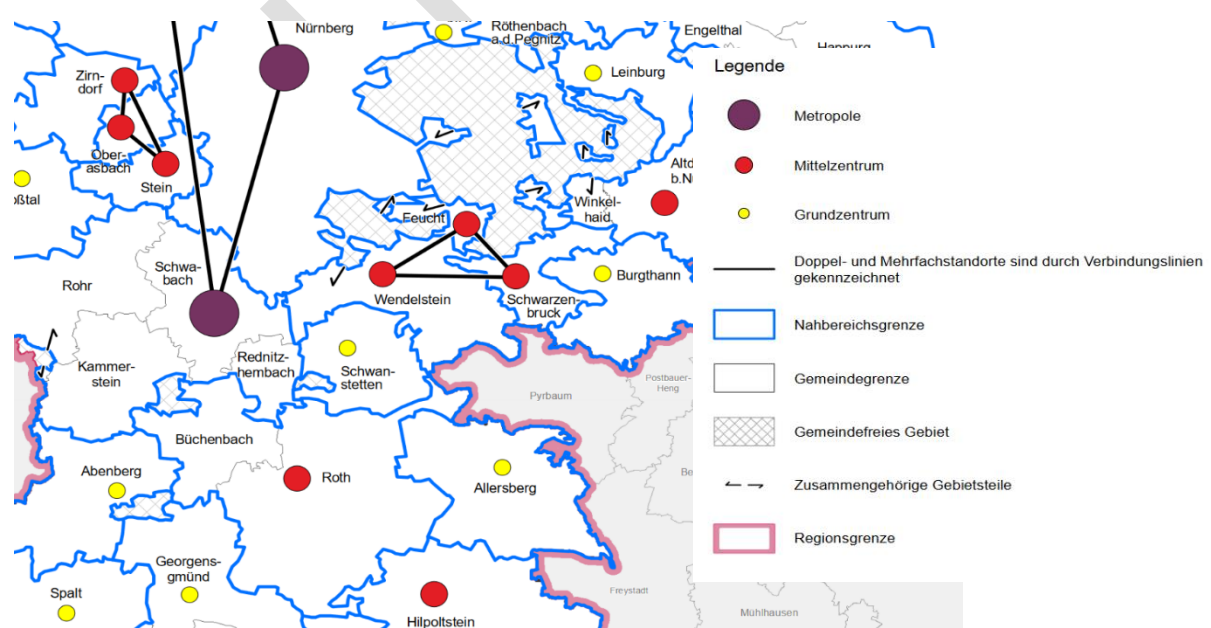 Nürnberg
Röthenbach
a.d.Pegnitz
Engelthal
Happurg
Zirn-
dorf
Leinburg
Ober-
asbach
Stein
Feucht
Winkel-
haid
Schwa-
bach
Rohr
Wendelstein
Schwarzen-
bruck
Burgthann
Kammer-
stein
Rednitz-
hembach
Schwan-
stetten
Pyrbaum
Postbauer-
Heng
Büchenbach
Abenberg
Roth
Allersberg
Georgens-
gmünd
Spalt
Hilpoltstein
Freystadt
Mühlhausen
Legende
Metropole
Mittelzentrum
Grundzentrum
Doppel- und Mehrfachstandorte sind durch Verbindungslinien
gekennzeichnet
Nahbereichsgrenze
Gemeindegrenze
Gemeindefreies Gebiet
Zusammengehörige Gebietsteile
Regionsgrenze